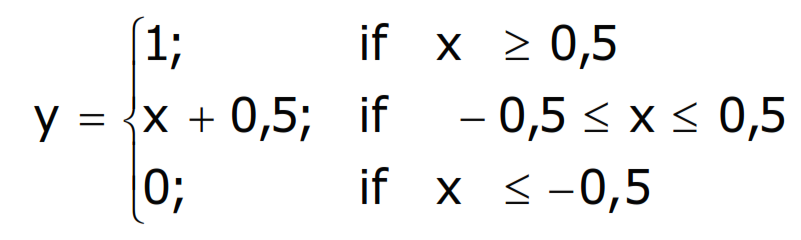 1; if x ≥ 0,5
y = x + 0,5; if − 0,5 ≤ x ≤ 0,5
0; if x ≤ −0,5